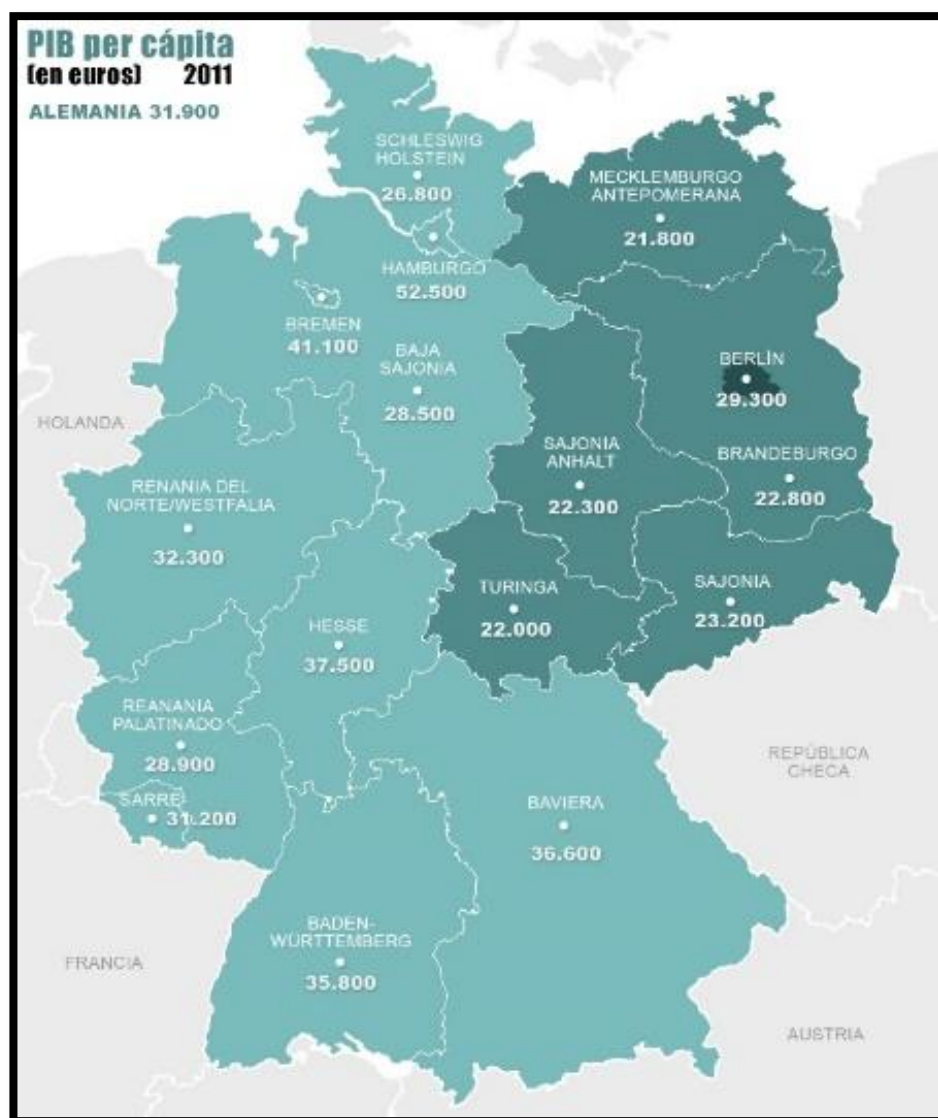 PIB per cápita
(en euros) 2011
ALEMANIA 31.900
SCHLESWIG
HOLSTEIN
26.800
MECKLEMBURGO
ANTEPOMERANA
21.800
HAMBURGO
52.500
BREMEN
41.100
BAJA
SAJONIA
28.500
BERLÍN
29.300
HOLANDA
SAJONIA
ANHALT
22.300
BRANDEBURGO
22.800
RENANIA DEL
NORTE/WESTFALIA
32.300
TURINGA
22.000
SAJONIA
23.200
HESSE
37.500
REANANIA
PALATINADO
28.900
SARRE
31.200
REPÚBLICA
CHECA
BAVIERA
36.600
BADEN-
WÜRTTEMBERG
35.800
FRANCIA
AUSTRIA